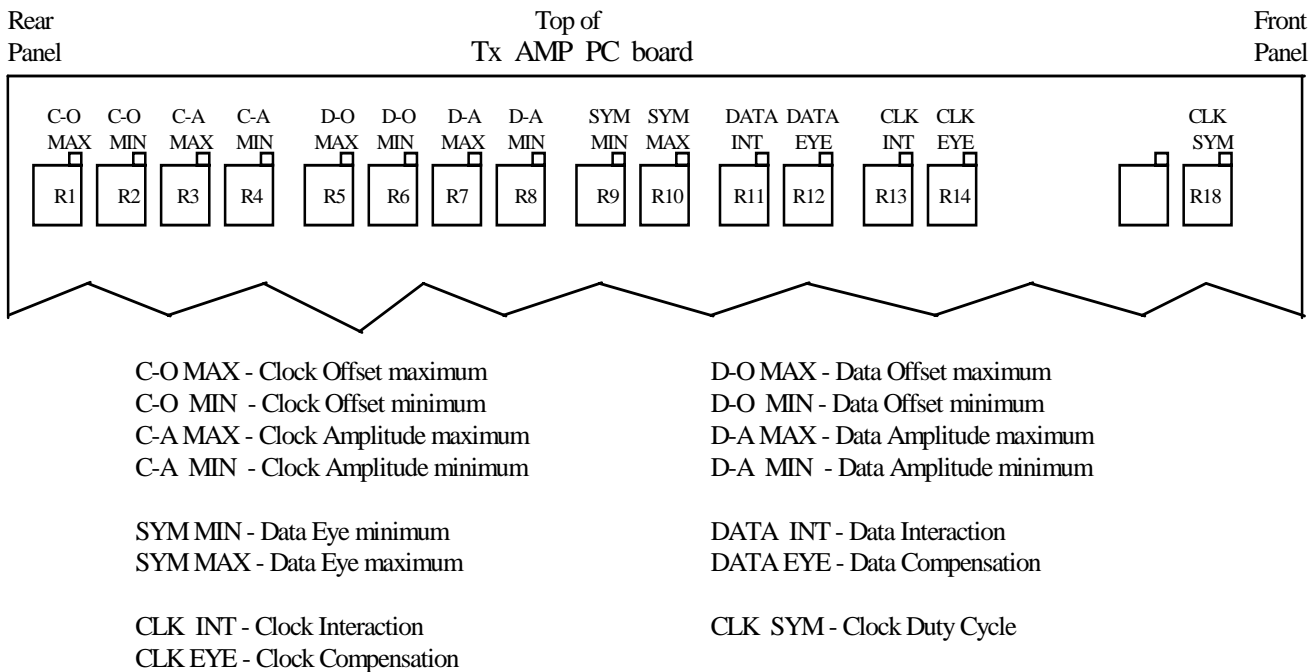 Rear Top of Front
Panel Tx AMP PC board Panel
C-O C-O C-A C-A D-O D-O D-A D-A SYM SYM DATA DATA CLK CLK CLK
MAX MIN MAX MIN MAX MIN MAX MIN MIN MAX INT EYE INT EYE SYM
R1 R2 R3 R4 R5 R6 R7 R8 R9 R10 R11 R12 R13 R14 R18
C-O MAX - Clock Offset maximum
C-O MIN - Clock Offset minimum
C-A MAX - Clock Amplitude maximum
C-A MIN - Clock Amplitude minimum
D-O MAX - Data Offset maximum
D-O MIN - Data Offset minimum
D-A MAX - Data Amplitude maximum
D-A MIN - Data Amplitude minimum
SYM MIN - Data Eye minimum
SYM MAX - Data Eye maximum
DATA INT - Data Interaction
DATA EYE - Data Compensation
CLK INT - Clock Interaction
CLK EYE - Clock Compensation
CLK SYM - Clock Duty Cycle